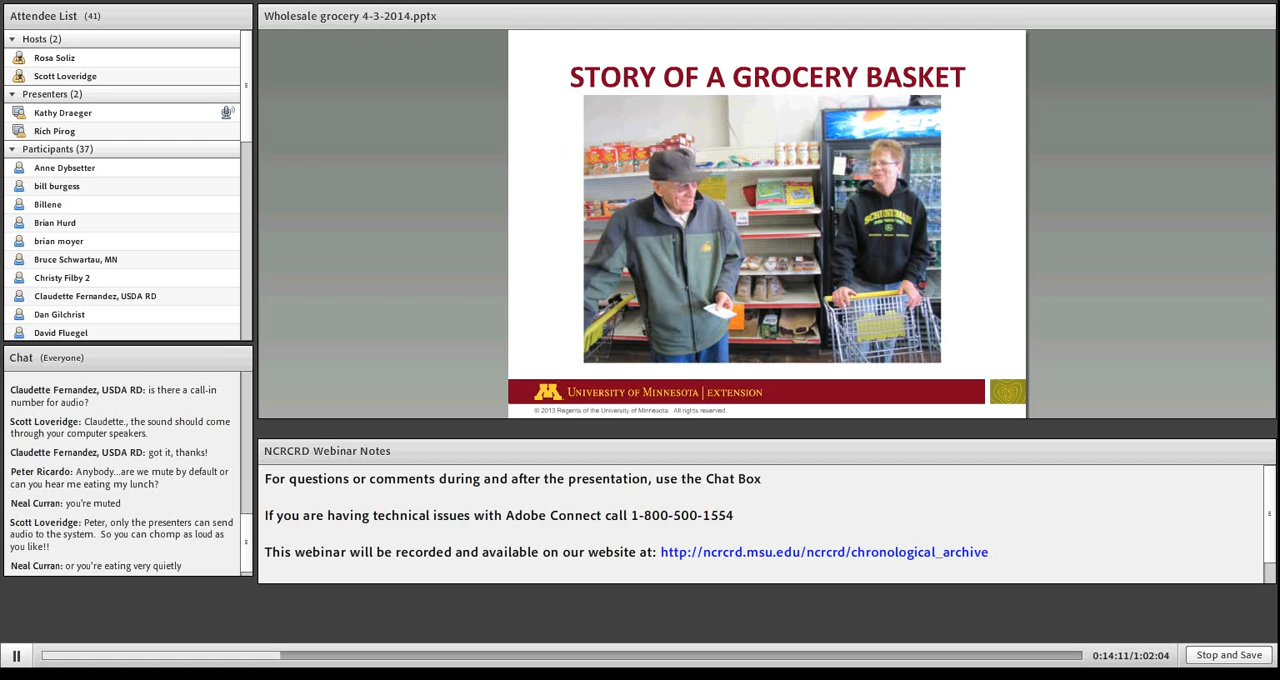 Attendee List (41)
Hosts (2)
Rosa Soliz
Scott Loveridge
Presenters (2)
Kathy Draeger
Rich Pirog
Participants (37)
Anne Dybsetter
bill burgess
Billene
Brian Hurd
brian moyer
Bruce Schwartau, MN
Christy Filby 2
Claudette Fernandez, USDA RD
Dan Gilchrist
David Fluegel
Chat (Everyone)
Claudette Fernandez, USDA RD: is there a call-in
number for audio?
Scott Loveridge: Claudette., the sound should come
through your computer speakers.
Claudette Fernandez, USDA RD: got it, thanks!
Peter Ricardo: Anybody...are we mute by default or
can you hear me eating my lunch?
Neal Curran: you're muted
Scott Loveridge: Peter, only the presenters can send
audio to the system. So you can chomp as loud as
you like!!
Neal Curran: or you're eating very quietly
Wholesale grocery 4-3-2014.pptx
STORY OF A GROCERY BASKET
UNIVERSITY OF MINNESOTA | EXTENSION
© 2013 Regents of the University of Minnesota. All rights reserved.
NCRCRD Webinar Notes
For questions or comments during and after the presentation, use the Chat Box
If you are having technical issues with Adobe Connect call 1-800-500-1554
This webinar will be recorded and available on our website at: http://ncrcrd.msu.edu/ncrcrd/chronological_archive
0:14:11/1:02:04
Stop and Save